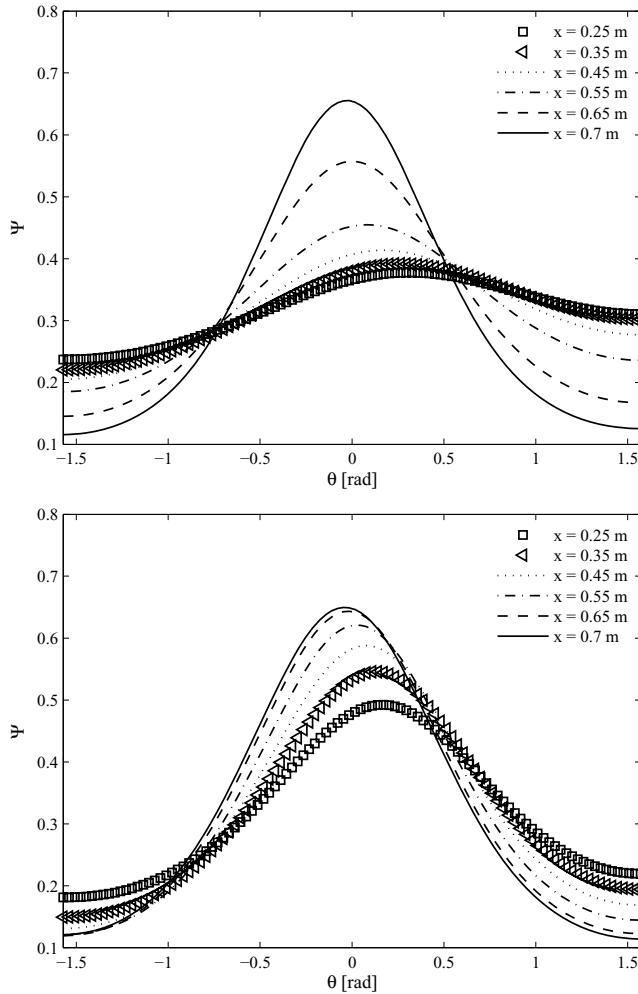 0.8
0.7
0.6
0.5
0.4
0.3
0.2
0.1
Ψ
−1.5 −1 −0.5 0 0.5 1 1.5
θ [rad]
x = 0.25 m
x = 0.35 m
x = 0.45 m
x = 0.55 m
x = 0.65 m
x = 0.7 m
0.8
0.7
0.6
0.5
0.4
0.3
0.2
0.1
Ψ
−1.5 −1 −0.5 0 0.5 1 1.5
θ [rad]
x = 0.25 m
x = 0.35 m
x = 0.45 m
x = 0.55 m
x = 0.65 m
x = 0.7 m